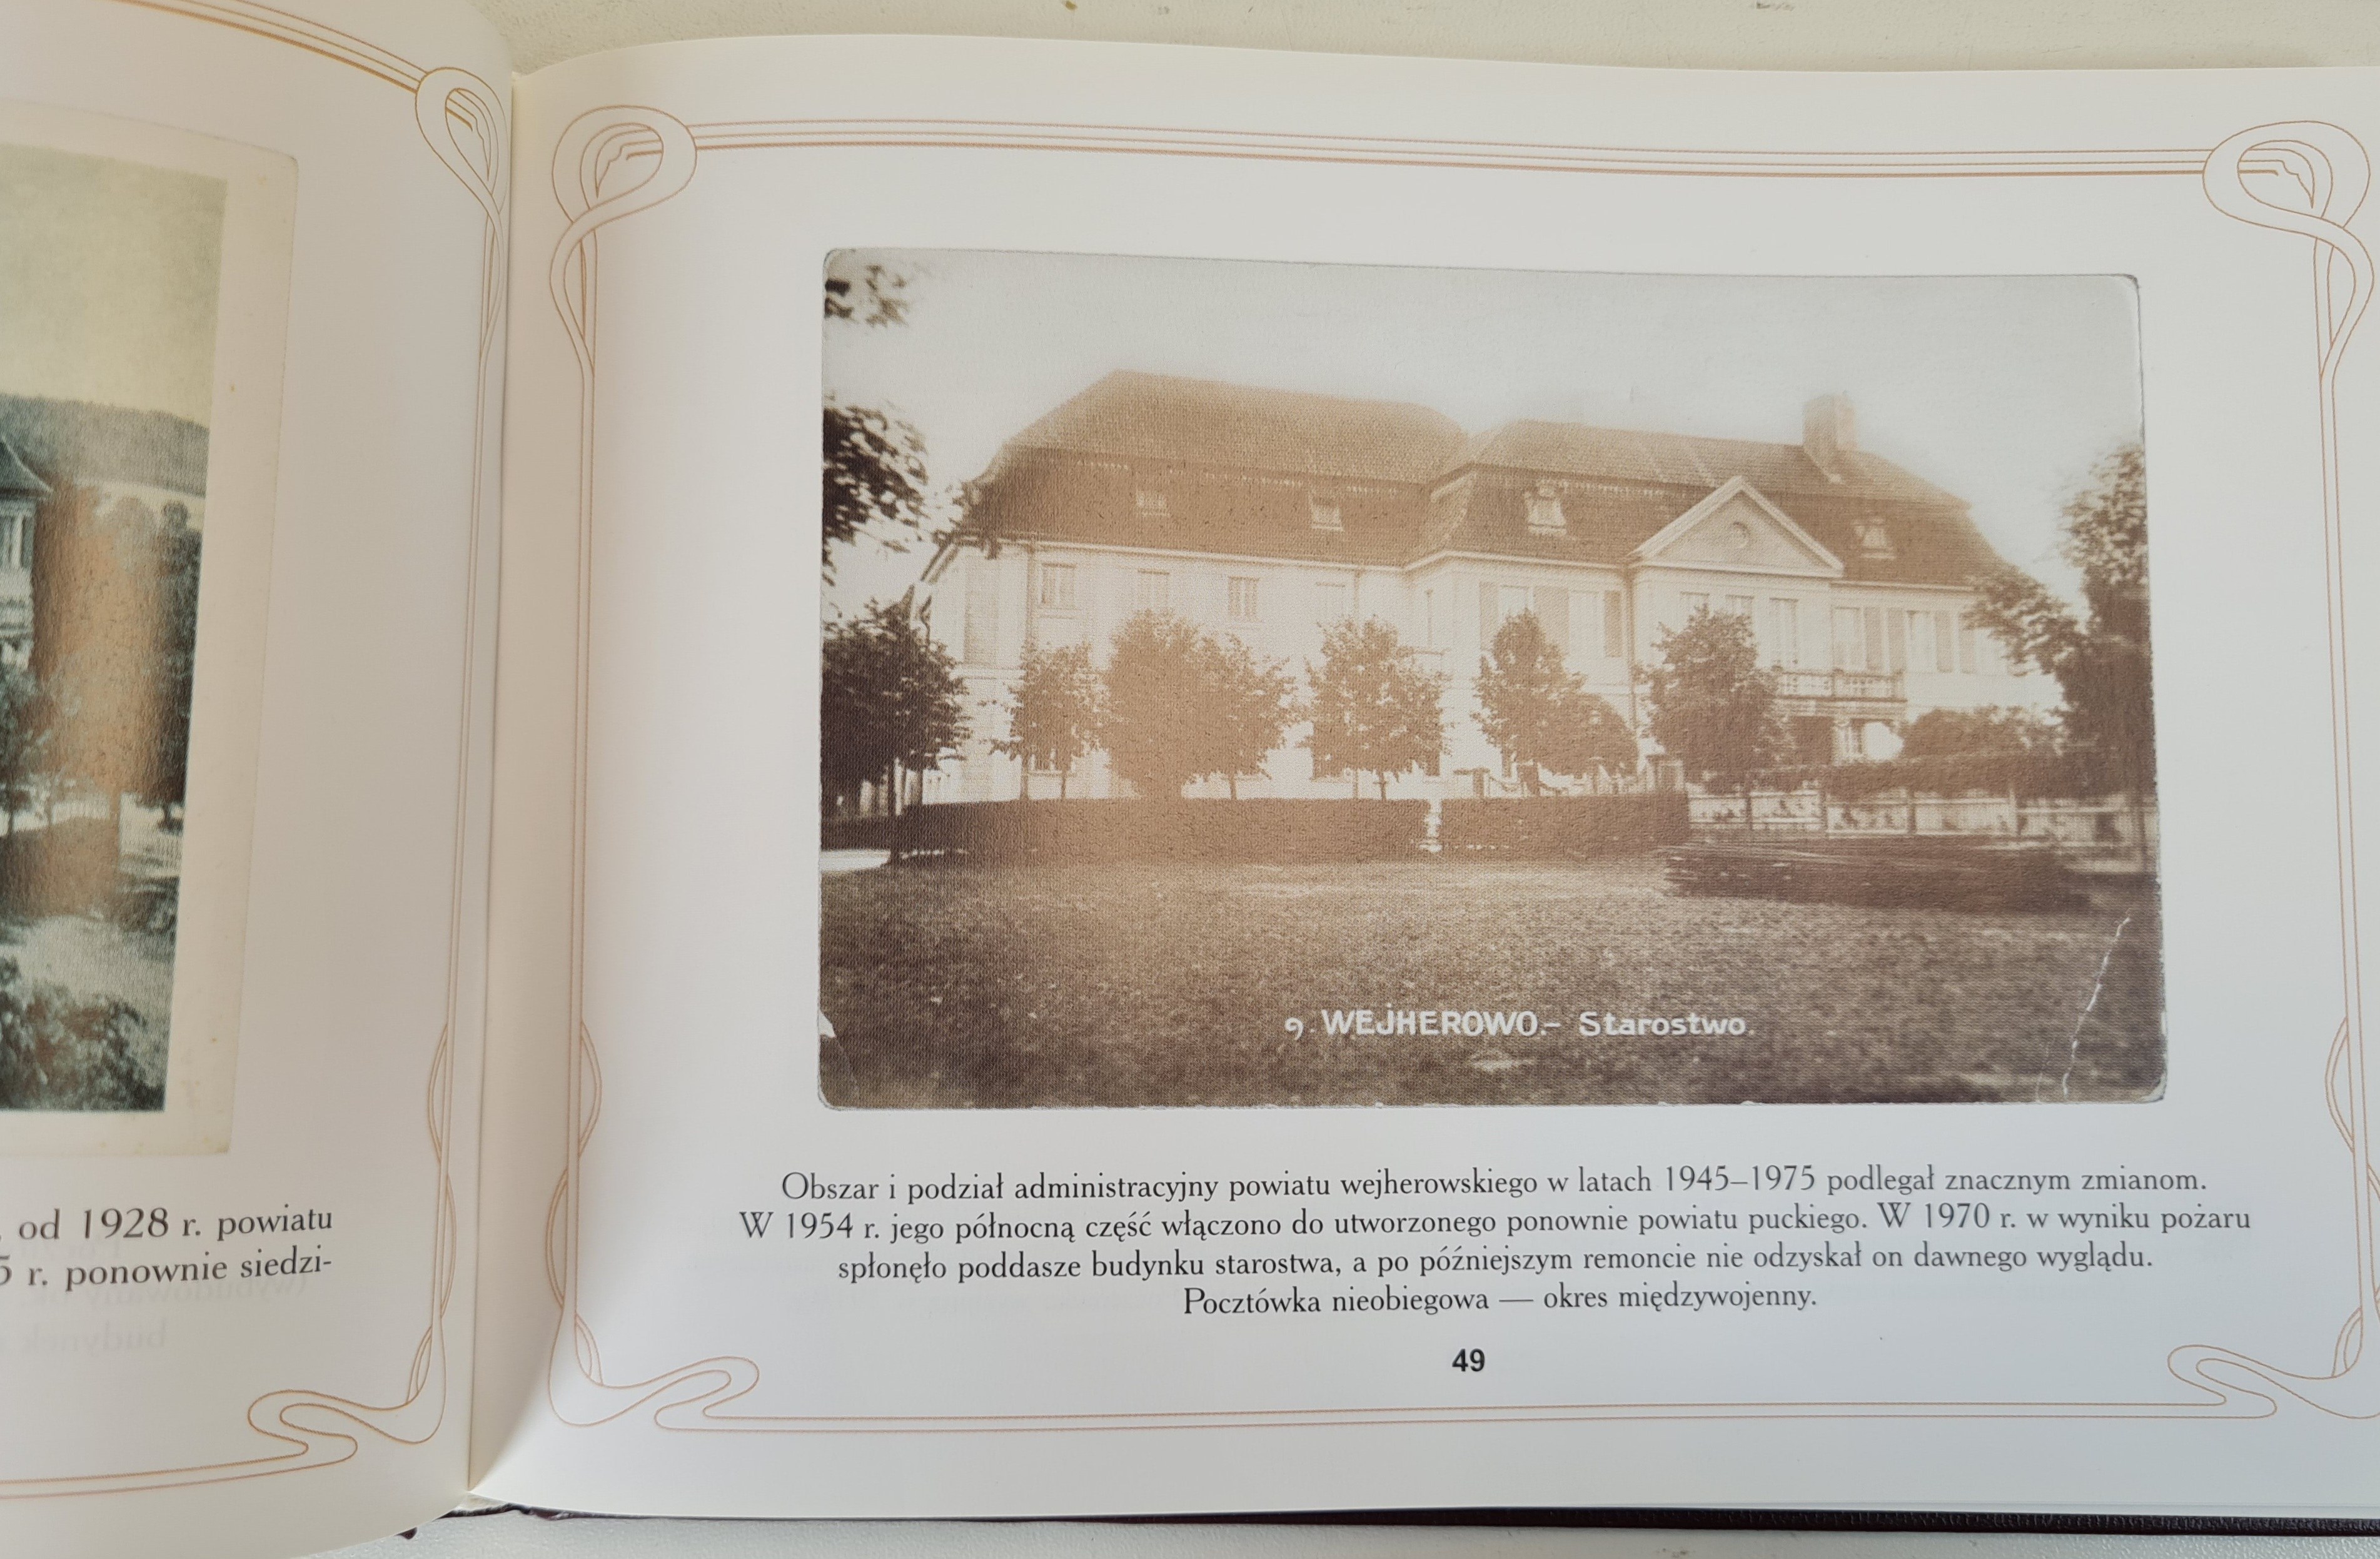 od 1928 r. powiatu
5 r. ponownie siedzi-
9. WEJHEROWO.– Starostwo.
Obszar i podział administracyjny powiatu wejherowskiego w latach 1945–1975 podlegał znacznym zmianom.
W 1954 r. jego północną część włączono do utworzonego ponownie powiatu puckiego. W 1970 r. w wyniku pożaru
spłonęło poddasze budynku starostwa, a po późniejszym remoncie nie odzyskał on dawnego wyglądu.
Pocztówka nieobiegowa — okres międzywojenny.
49